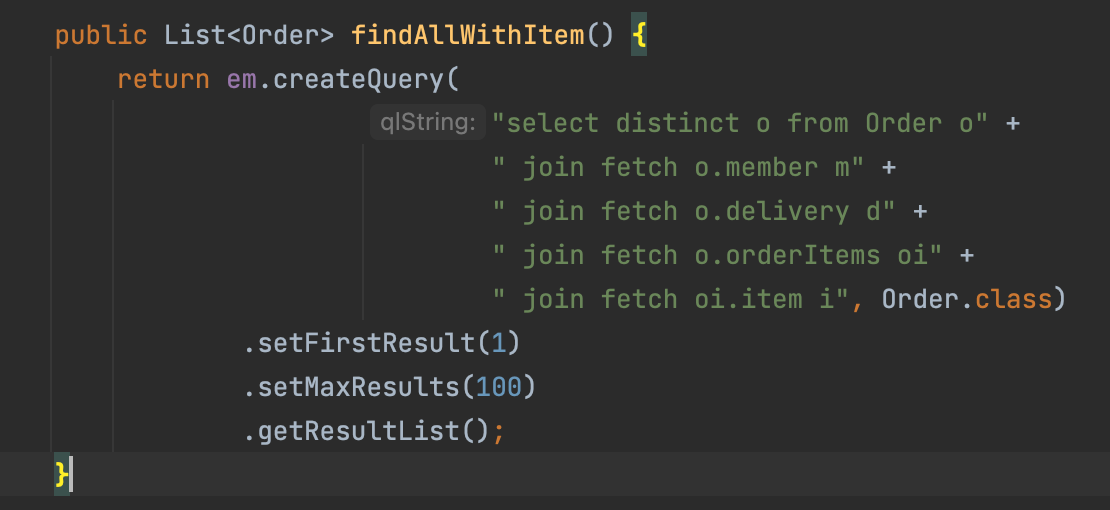 public List<Order> findAllWithItem() {
return em.createQuery(
qlString: "select distinct o from Order o" +
" join fetch o.member m" +
" join fetch o.delivery d" +
" join fetch o.orderItems oi" +
" join fetch oi.item i", Order.class)
.setFirstResult(1)
.setMaxResults(100)
.getResultList();
}